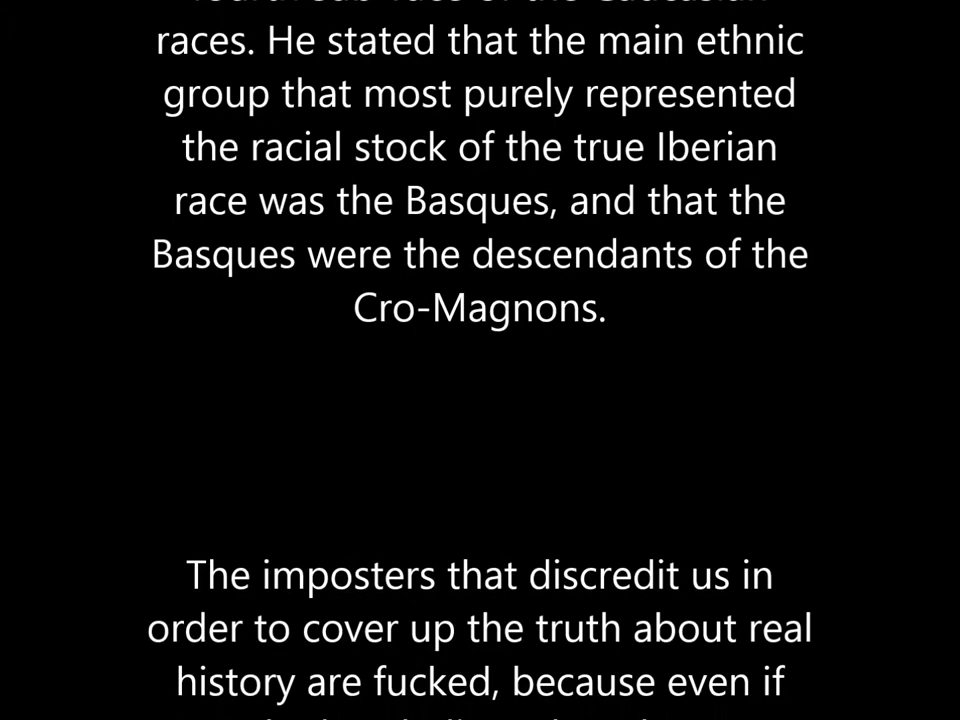 races. He stated that the main ethnic
group that most purely represented
the racial stock of the true Iberian
race was the Basques, and that the
Basques were the descendants of the
Cro-Magnons.
The imposters that discredit us in
order to cover up the truth about real
history are fucked, because even if